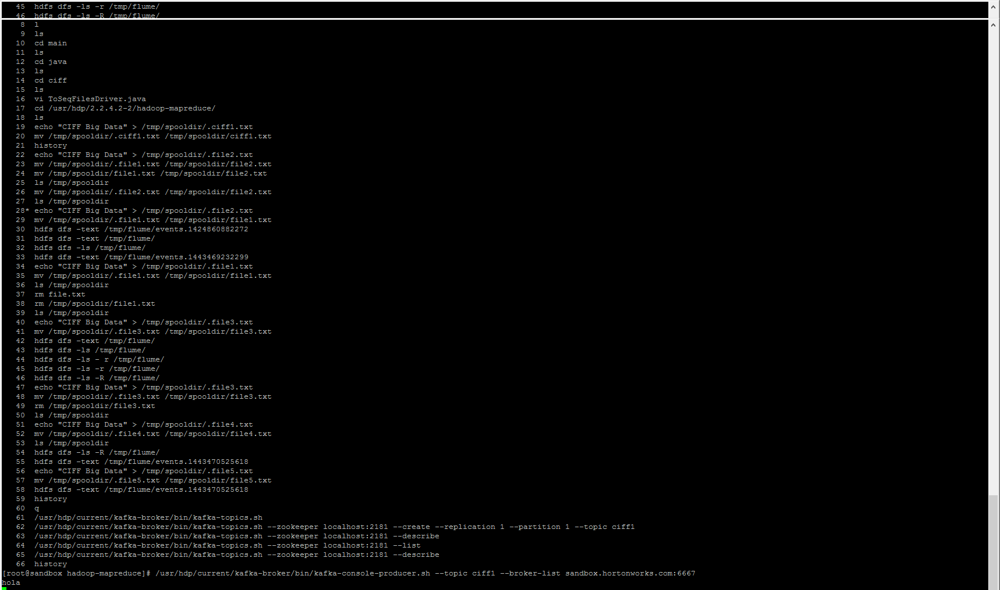 45  hdfs dfs -ls -r /tmp/flume/
46  hdfs dfs -ls -R /tmp/flume/
8  l
9  ls
10  cd main
11  ls
12  cd java
13  ls
14  cd ciff
15  ls
16  vi ToSeqFilesDriver.java
17  cd /usr/hdp/2.2.4.2-2/hadoop-mapreduce/
18  ls
19  echo "CIFF Big Data" > /tmp/spooldir/.ciff1.txt
20  mv /tmp/spooldir/.ciff1.txt /tmp/spooldir/ciff1.txt
21  history
22  echo "CIFF Big Data" > /tmp/spooldir/.file2.txt
23  mv /tmp/spooldir/.file1.txt /tmp/spooldir/file2.txt
24  mv /tmp/spooldir/file1.txt /tmp/spooldir/file2.txt
25  ls /tmp/spooldir
26  mv /tmp/spooldir/.file2.txt /tmp/spooldir/file2.txt
27  ls /tmp/spooldir
28* echo "CIFF Big Data" > /tmp/spooldir/.file2.txt
29  mv /tmp/spooldir/.file1.txt /tmp/spooldir/file1.txt
30  hdfs dfs -text /tmp/flume/events.1424860882272
31  hdfs dfs -text /tmp/flume/
32  hdfs dfs -ls /tmp/flume/
33  hdfs dfs -text /tmp/flume/events.1443469232299
34  echo "CIFF Big Data" > /tmp/spooldir/.file1.txt
35  mv /tmp/spooldir/.file1.txt /tmp/spooldir/file1.txt
36  ls /tmp/spooldir
37  rm file.txt
38  rm /tmp/spooldir/file1.txt
39  ls /tmp/spooldir
40  echo "CIFF Big Data" > /tmp/spooldir/.file3.txt
41  mv /tmp/spooldir/.file3.txt /tmp/spooldir/file3.txt
42  hdfs dfs -text /tmp/flume/
43  hdfs dfs -ls /tmp/flume/
44  hdfs dfs -ls - r /tmp/flume/
45  hdfs dfs -ls -r /tmp/flume/
46  hdfs dfs -ls -R /tmp/flume/
47  echo "CIFF Big Data" > /tmp/spooldir/.file3.txt
48  mv /tmp/spooldir/.file3.txt /tmp/spooldir/file3.txt
49  rm /tmp/spooldir/file3.txt
50  ls /tmp/spooldir
51  echo "CIFF Big Data" > /tmp/spooldir/.file4.txt
52  mv /tmp/spooldir/.file4.txt /tmp/spooldir/file4.txt
53  ls /tmp/spooldir
54  hdfs dfs -ls -R /tmp/flume/
55  hdfs dfs -text /tmp/flume/events.1443470525618
56  echo "CIFF Big Data" > /tmp/spooldir/.file5.txt
57  mv /tmp/spooldir/.file5.txt /tmp/spooldir/file5.txt
58  hdfs dfs -text /tmp/flume/events.1443470525618
59  history
60  q
61  /usr/hdp/current/kafka-broker/bin/kafka-topics.sh
62  /usr/hdp/current/kafka-broker/bin/kafka-topics.sh --zookeeper localhost:2181 --create --replication 1 --partition 1 --topic ciff1
63  /usr/hdp/current/kafka-broker/bin/kafka-topics.sh --zookeeper localhost:2181 --describe
64  /usr/hdp/current/kafka-broker/bin/kafka-topics.sh --zookeeper localhost:2181 --list
65  /usr/hdp/current/kafka-broker/bin/kafka-topics.sh --zookeeper localhost:2181 --describe
66  history
[root@sandbox hadoop-mapreduce]# /usr/hdp/current/kafka-broker/bin/kafka-console-producer.sh --topic ciff1 --broker-list sandbox.hortonworks.com:6667
hola